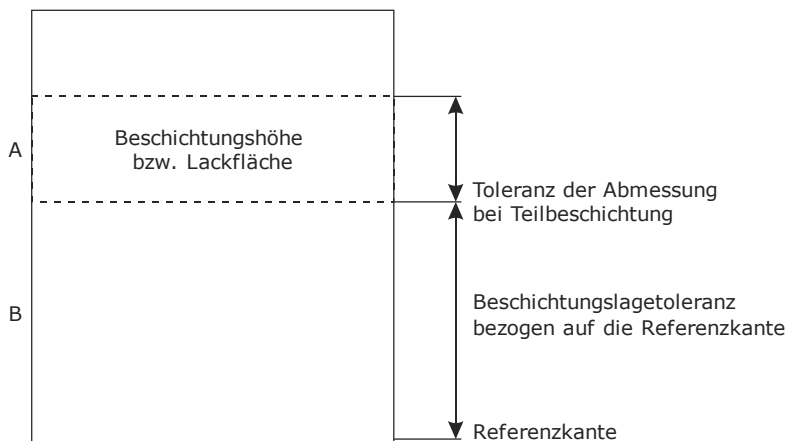 A
Beschichtungshöhe
bzw. Lackfläche
Toleranz der Abmessung
bei Teilbeschichtung
B
Beschichtungslagetoleranz
bezogen auf die Referenzkante
Referenzkante